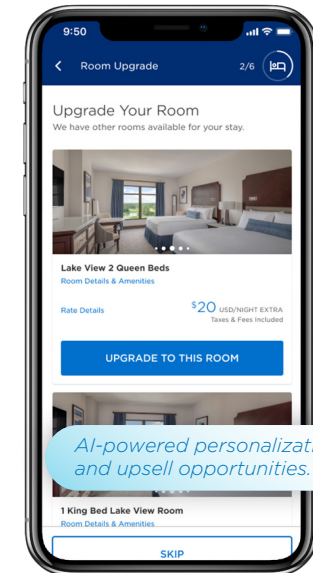 9:50
Room Upgrade
2/6
Upgrade Your Room
We have other rooms available for your stay.
Lake View 2 Queen Beds
Room Details & Amenities
Rate Details
$20 USD/NIGHT EXTRA
Taxes & Fees Included
UPGRADE TO THIS ROOM
AI-powered
and upsell opportunities.
1 King Bed Lake View Room
Room Details & Amenities
SKIP